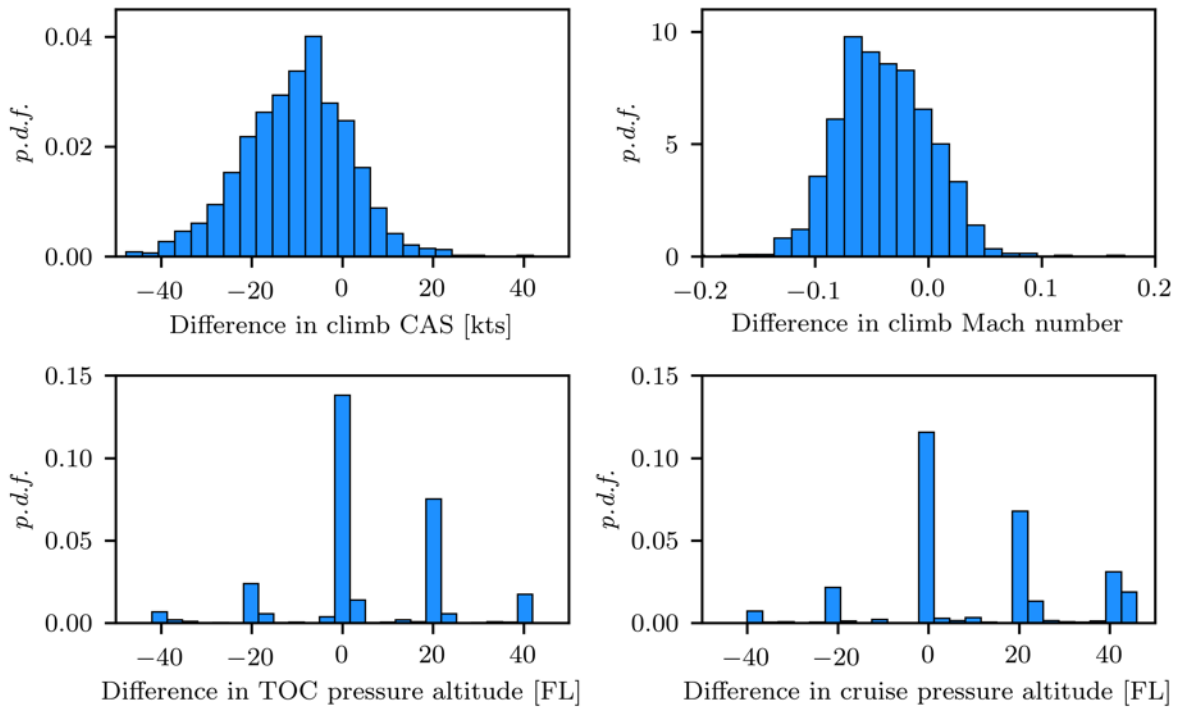 0.04
0.02
0.00
p.d.f.
−40 −20 0 20 40
Difference in climb CAS [kts]
10
5
0
p.d.f.
−0.2 −0.1 0.0 0.1 0.2
Difference in climb Mach number
0.15
0.10
0.05
0.00
p.d.f.
−40 −20 0 20 40
Difference in TOC pressure altitude [FL]
0.15
0.10
0.05
0.00
p.d.f.
−40 −20 0 20 40
Difference in cruise pressure altitude [FL]